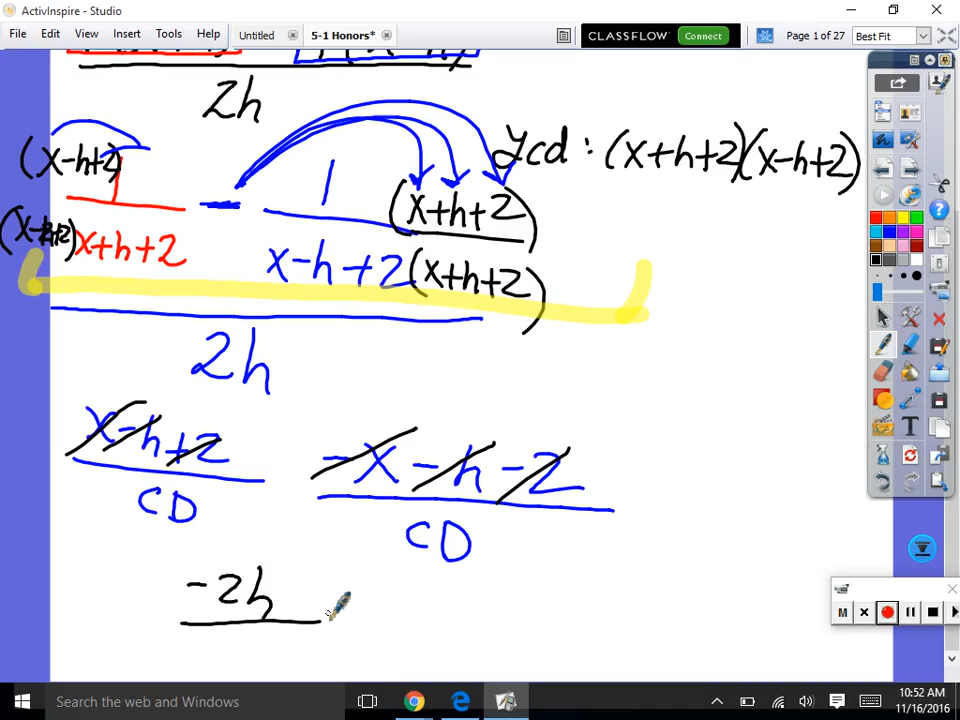 ActivInspire - Studio
File Edit View Insert Tools Help Untitled 5-1 Honors* CLASSFLOW Connect Page 1 of 27 Best Fit
2h
(x-h+2) 1 - 1 (x+h+2) LCD : (x+h+2)(x-h+2)
(x-h+2) x+h+2 x-h+2 (x+h+2)
2h
x-h+2 -x-h-2
CD CD
-2h
M
Search the web and Windows
10:52 AM
11/16/2016